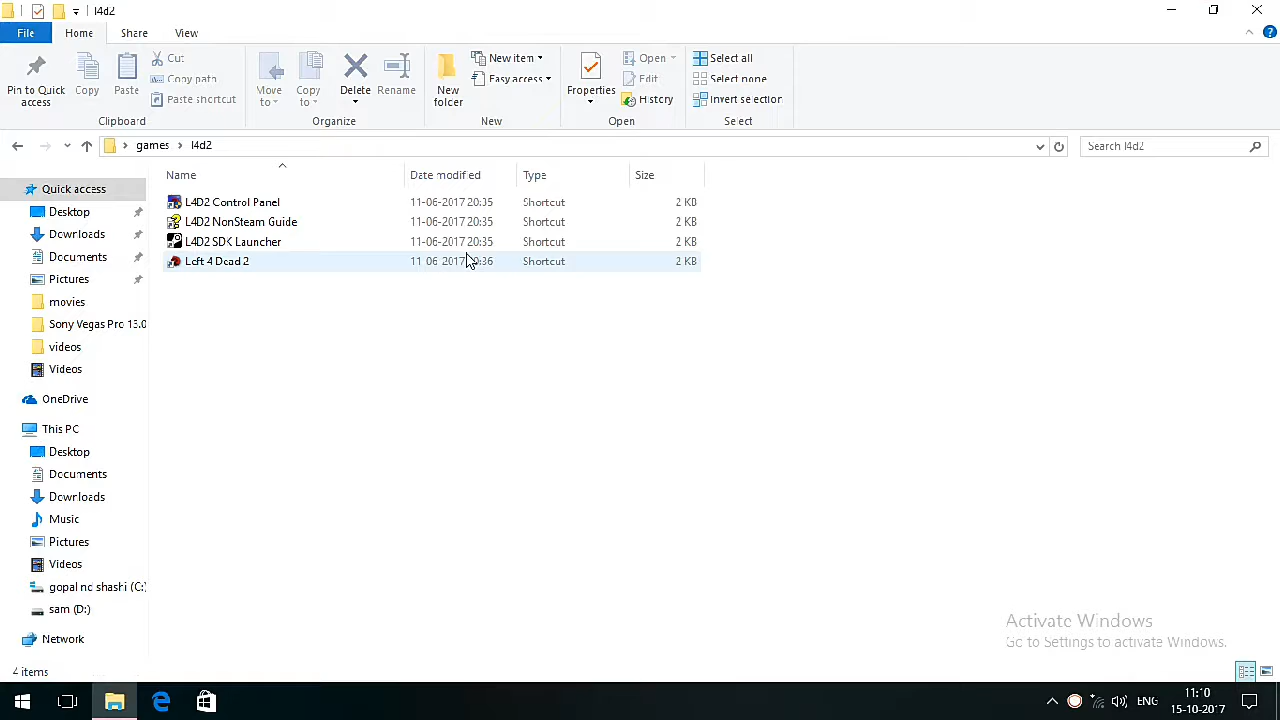 l4d2
File Home Share View
Pin to Quick access
Copy
Paste
Cut
Copy path
Paste shortcut
Clipboard
Move to
Copy to
Delete
Rename
Organize
New folder
New item
Easy access
New
Properties
Open
Edit
History
Open
Select all
Select none
Invert selection
Select
games l4d2
Search l4d2
Name Date modified Type Size
L4D2 Control Panel 11-06-2017 20:35 Shortcut 2 KB
L4D2 NonSteam Guide 11-06-2017 20:35 Shortcut 2 KB
L4D2 SDK Launcher 11-06-2017 20:35 Shortcut 2 KB
Left 4 Dead 2 11-06-2017 20:36 Shortcut 2 KB
Quick access
Desktop
Downloads
Documents
Pictures
movies
Sony Vegas Pro 13.0
videos
Videos
OneDrive
This PC
Desktop
Documents
Downloads
Music
Pictures
Videos
gopal nd shashi (C:)
sam (D:)
Network
Activate Windows
Go to Settings to activate Windows.
4 items
ENG
11:10
15-10-2017